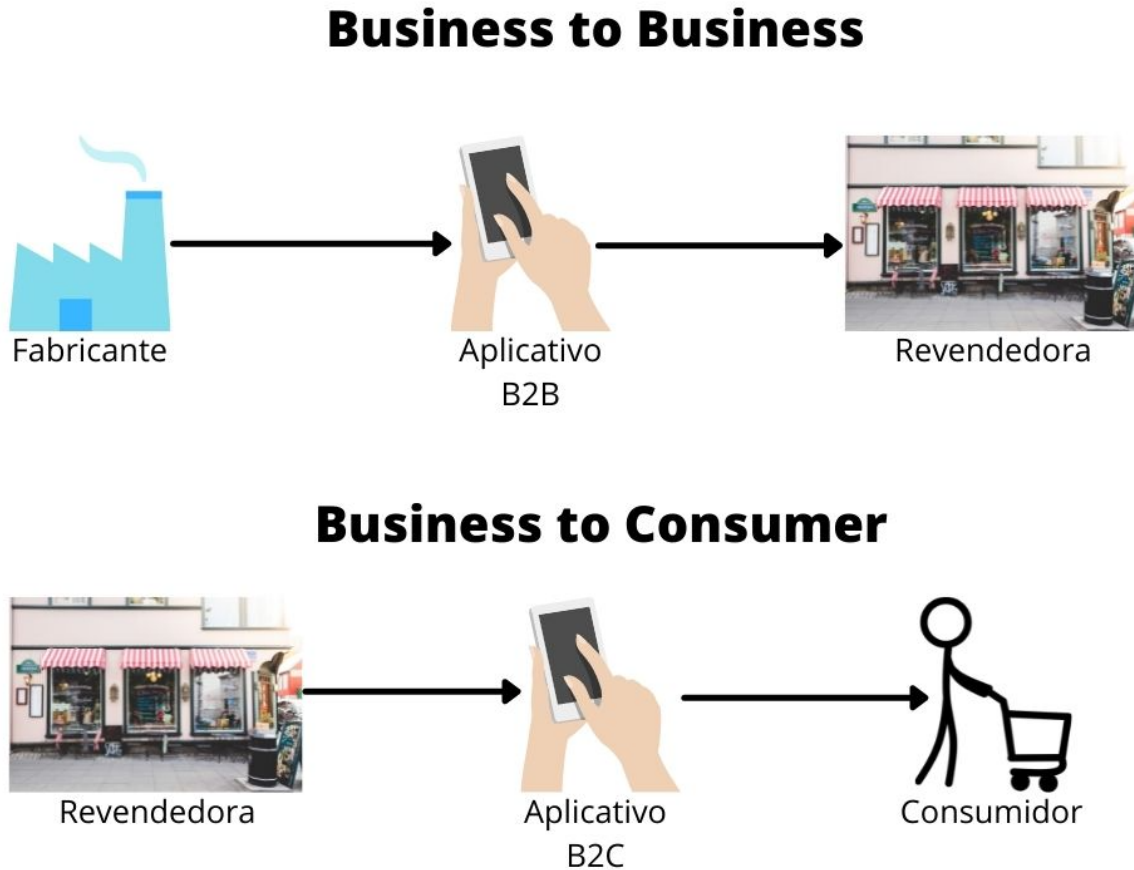 Business to Business
Fabricante
Aplicativo
B2B
Revendedora
Business to Consumer
Revendedora
Aplicativo
B2C
Consumidor